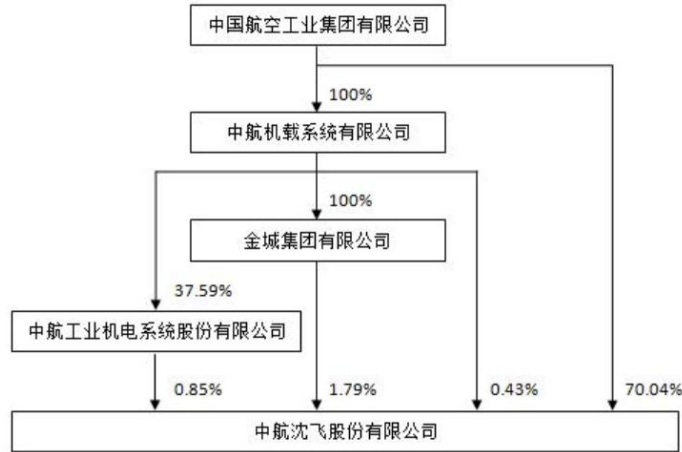 中国航空工业集团有限公司
100%
中航机载系统有限公司
100%
金城集团有限公司
37.59%
中航工业机电系统股份有限公司
0.85%
1.79%
0.43%
70.04%
中航沈飞股份有限公司